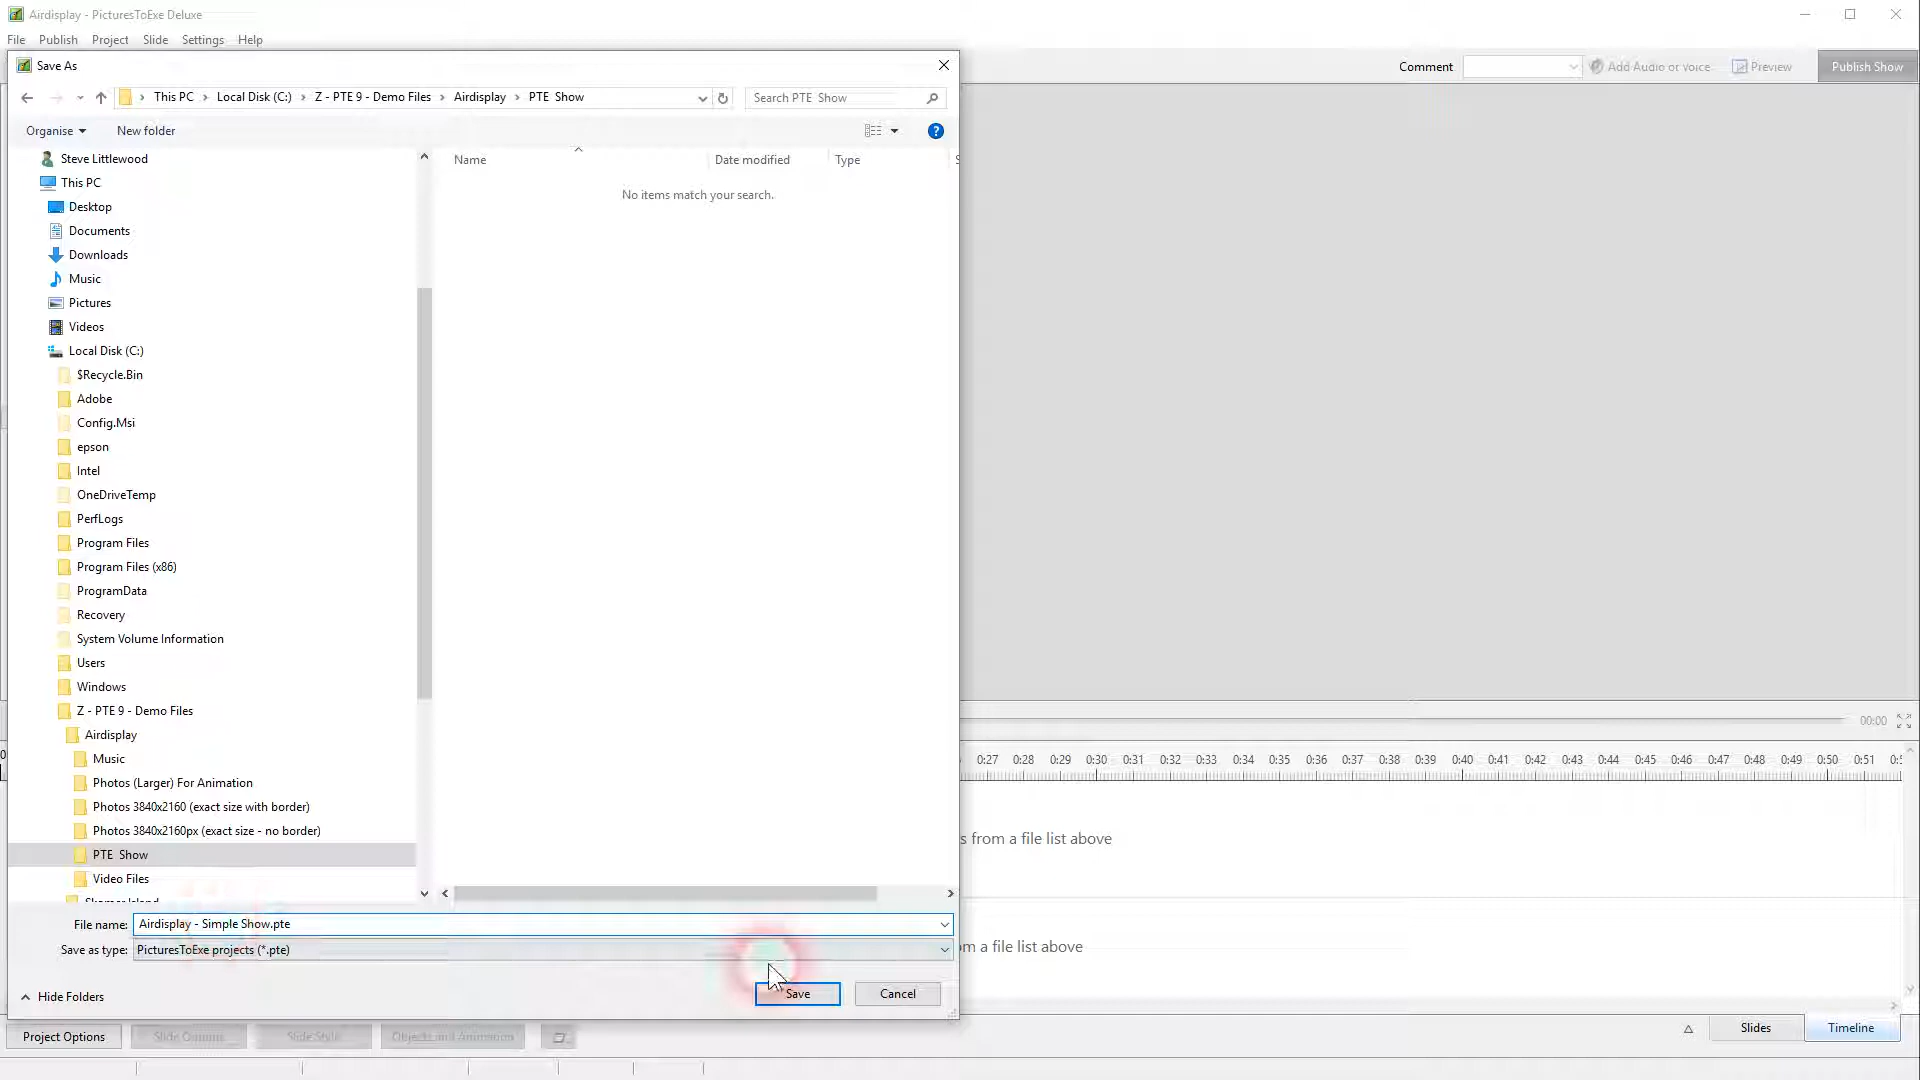 Airdisplay - PicturesToExe Deluxe
File Publish Project Slide Settings Help
Save As
Comment
Add Audio or Voice
Preview
Publish Show
This PC Local Disk (C:) Z - PTE 9 - Demo Files Airdisplay PTE Show
Search PTE Show
Organise New folder
Name Date modified Type
No items match your search.
Steve Littlewood
This PC
Desktop
Documents
Downloads
Music
Pictures
Videos
Local Disk (C:)
$Recycle.Bin
Adobe
Config.Msi
epson
Intel
OneDriveTemp
PerfLogs
Program Files
Program Files (x86)
ProgramData
Recovery
System Volume Information
Users
Windows
Z - PTE 9 - Demo Files
Airdisplay
Music
Photos (Larger) For Animation
Photos 3840x2160 (exact size with border)
Photos 3840x2160px (exact size - no border)
PTE Show
Video Files
00:00
0:27 0:28 0:29 0:30 0:31 0:32 0:33 0:34 0:35 0:36 0:37 0:38 0:39 0:40 0:41 0:42 0:43 0:44 0:45 0:46 0:47 0:48 0:49 0:50 0:51
s from a file list above
File name: Airdisplay - Simple Show.pte
Save as type: PicturesToExe projects (*.pte)
m a file list above
Hide Folders
Save Cancel
Project Options Slide Options Slide Style Objects and Animation
Slides Timeline